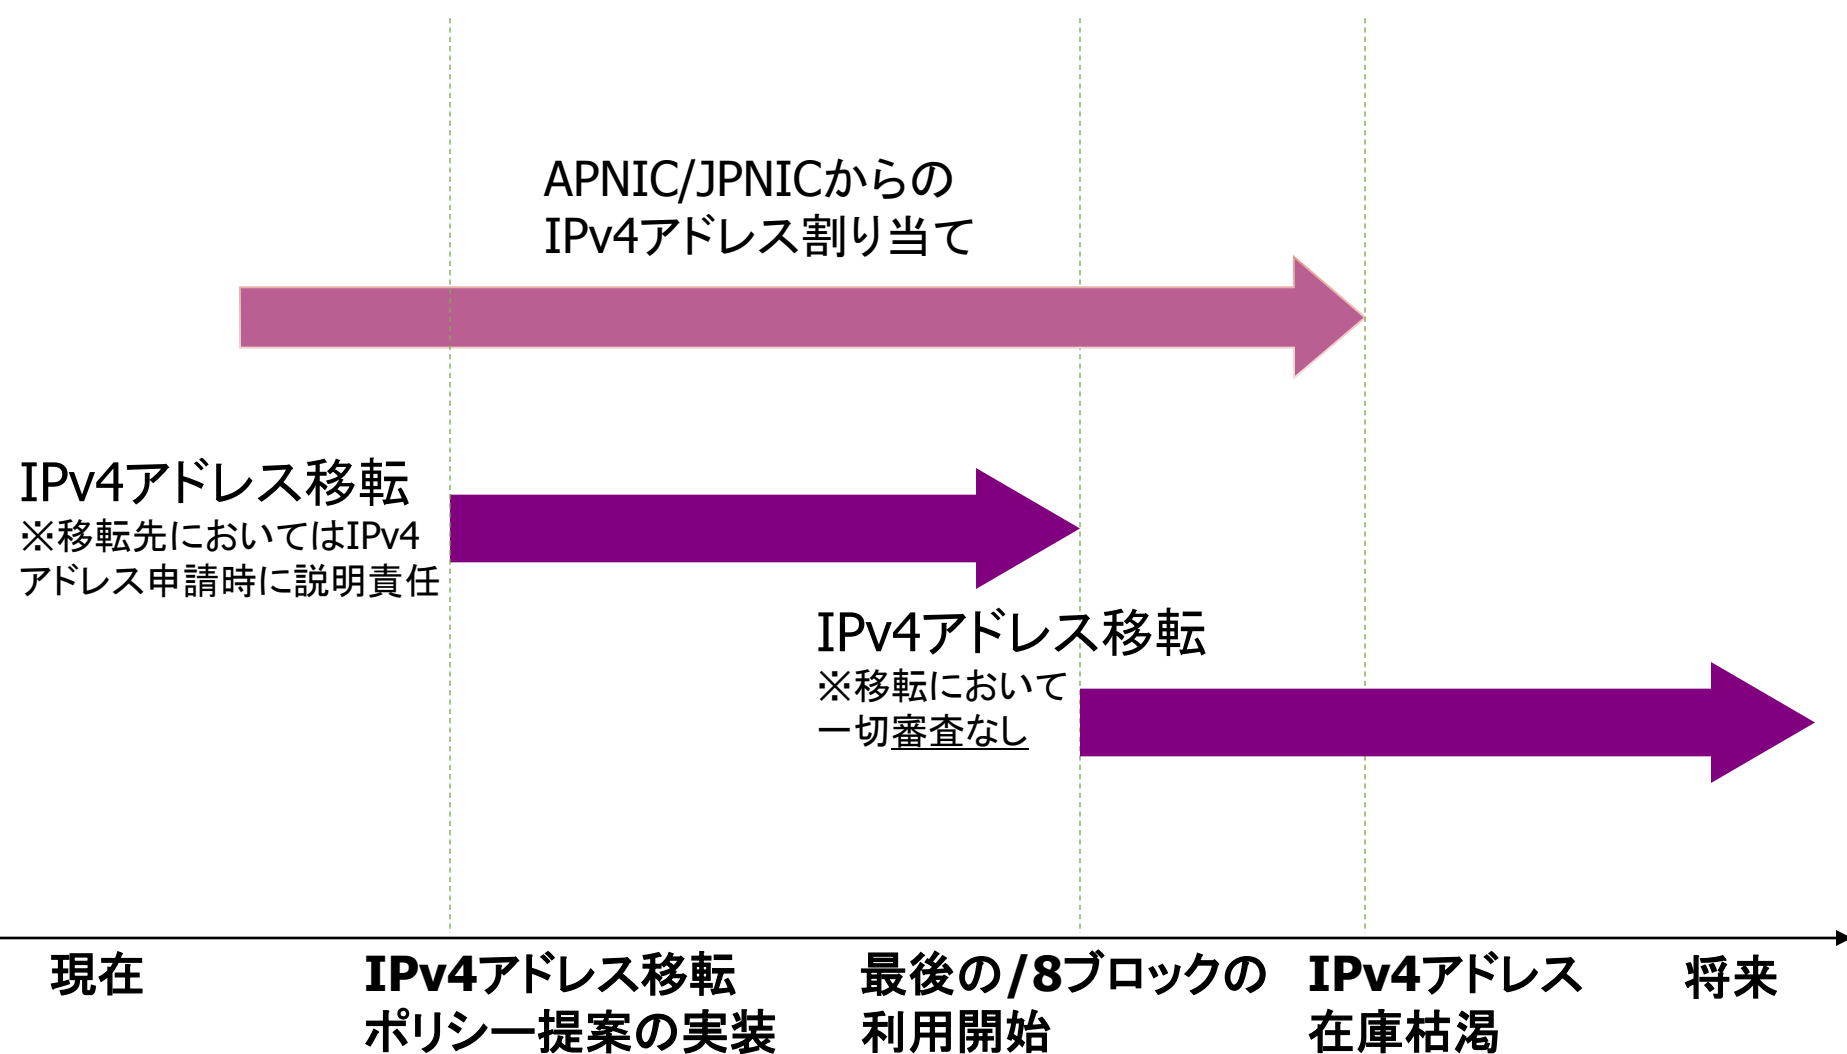 APNIC/JPNICからの
IPv4アドレス割り当て
IPv4アドレス移転
※移転先においてはIPv4
アドレス申請時に説明責任
IPv4アドレス移転
※移転において
一切審査なし
現在
IPv4アドレス移転
ポリシー提案の実装
最後の/8ブロックの
利用開始
IPv4アドレス
在庫枯渇
将来